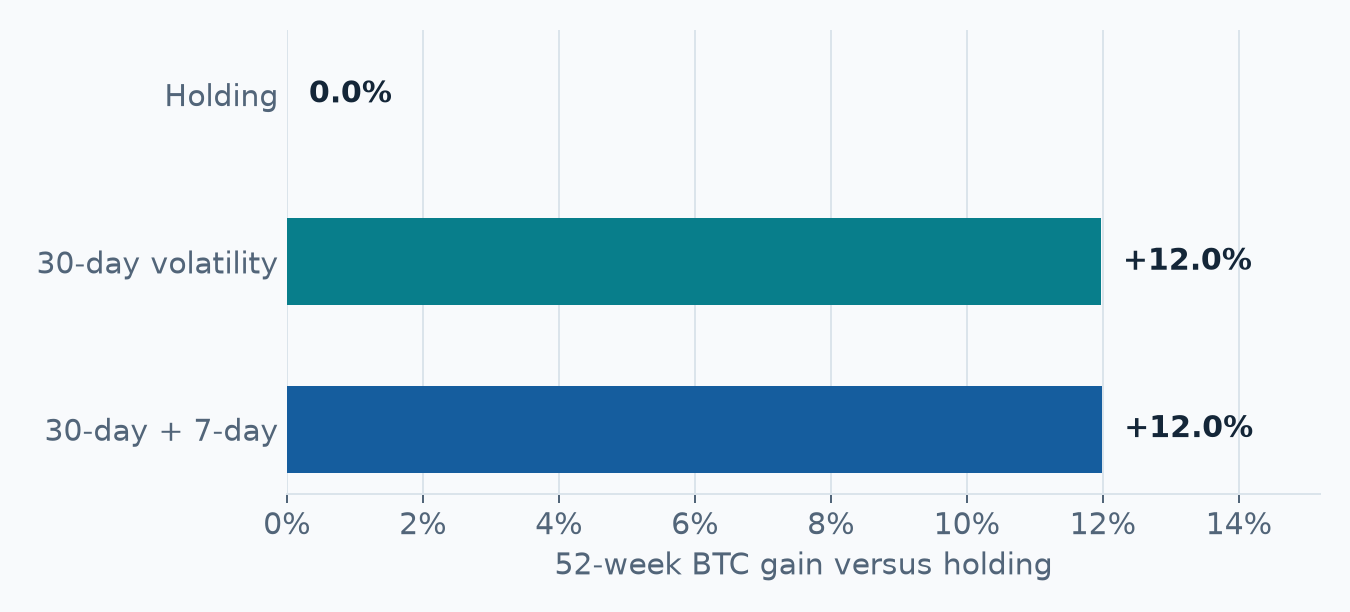 Holding 0.0%
30-day volatility +12.0%
30-day + 7-day +12.0%
0% 2% 4% 6% 8% 10% 12% 14%
52-week BTC gain versus holding